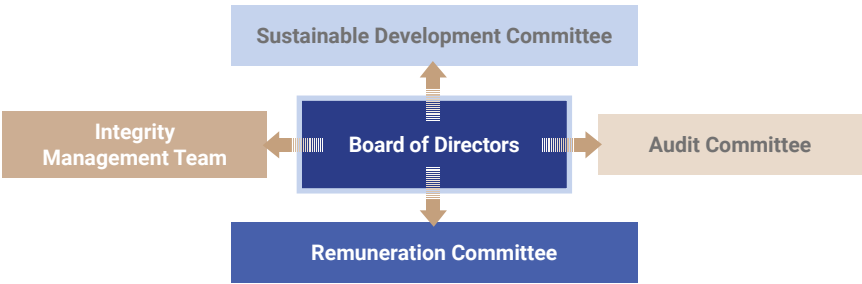 Sustainable Development Committee
Integrity
Management Team
Board of Directors
Audit Committee
Remuneration Committee